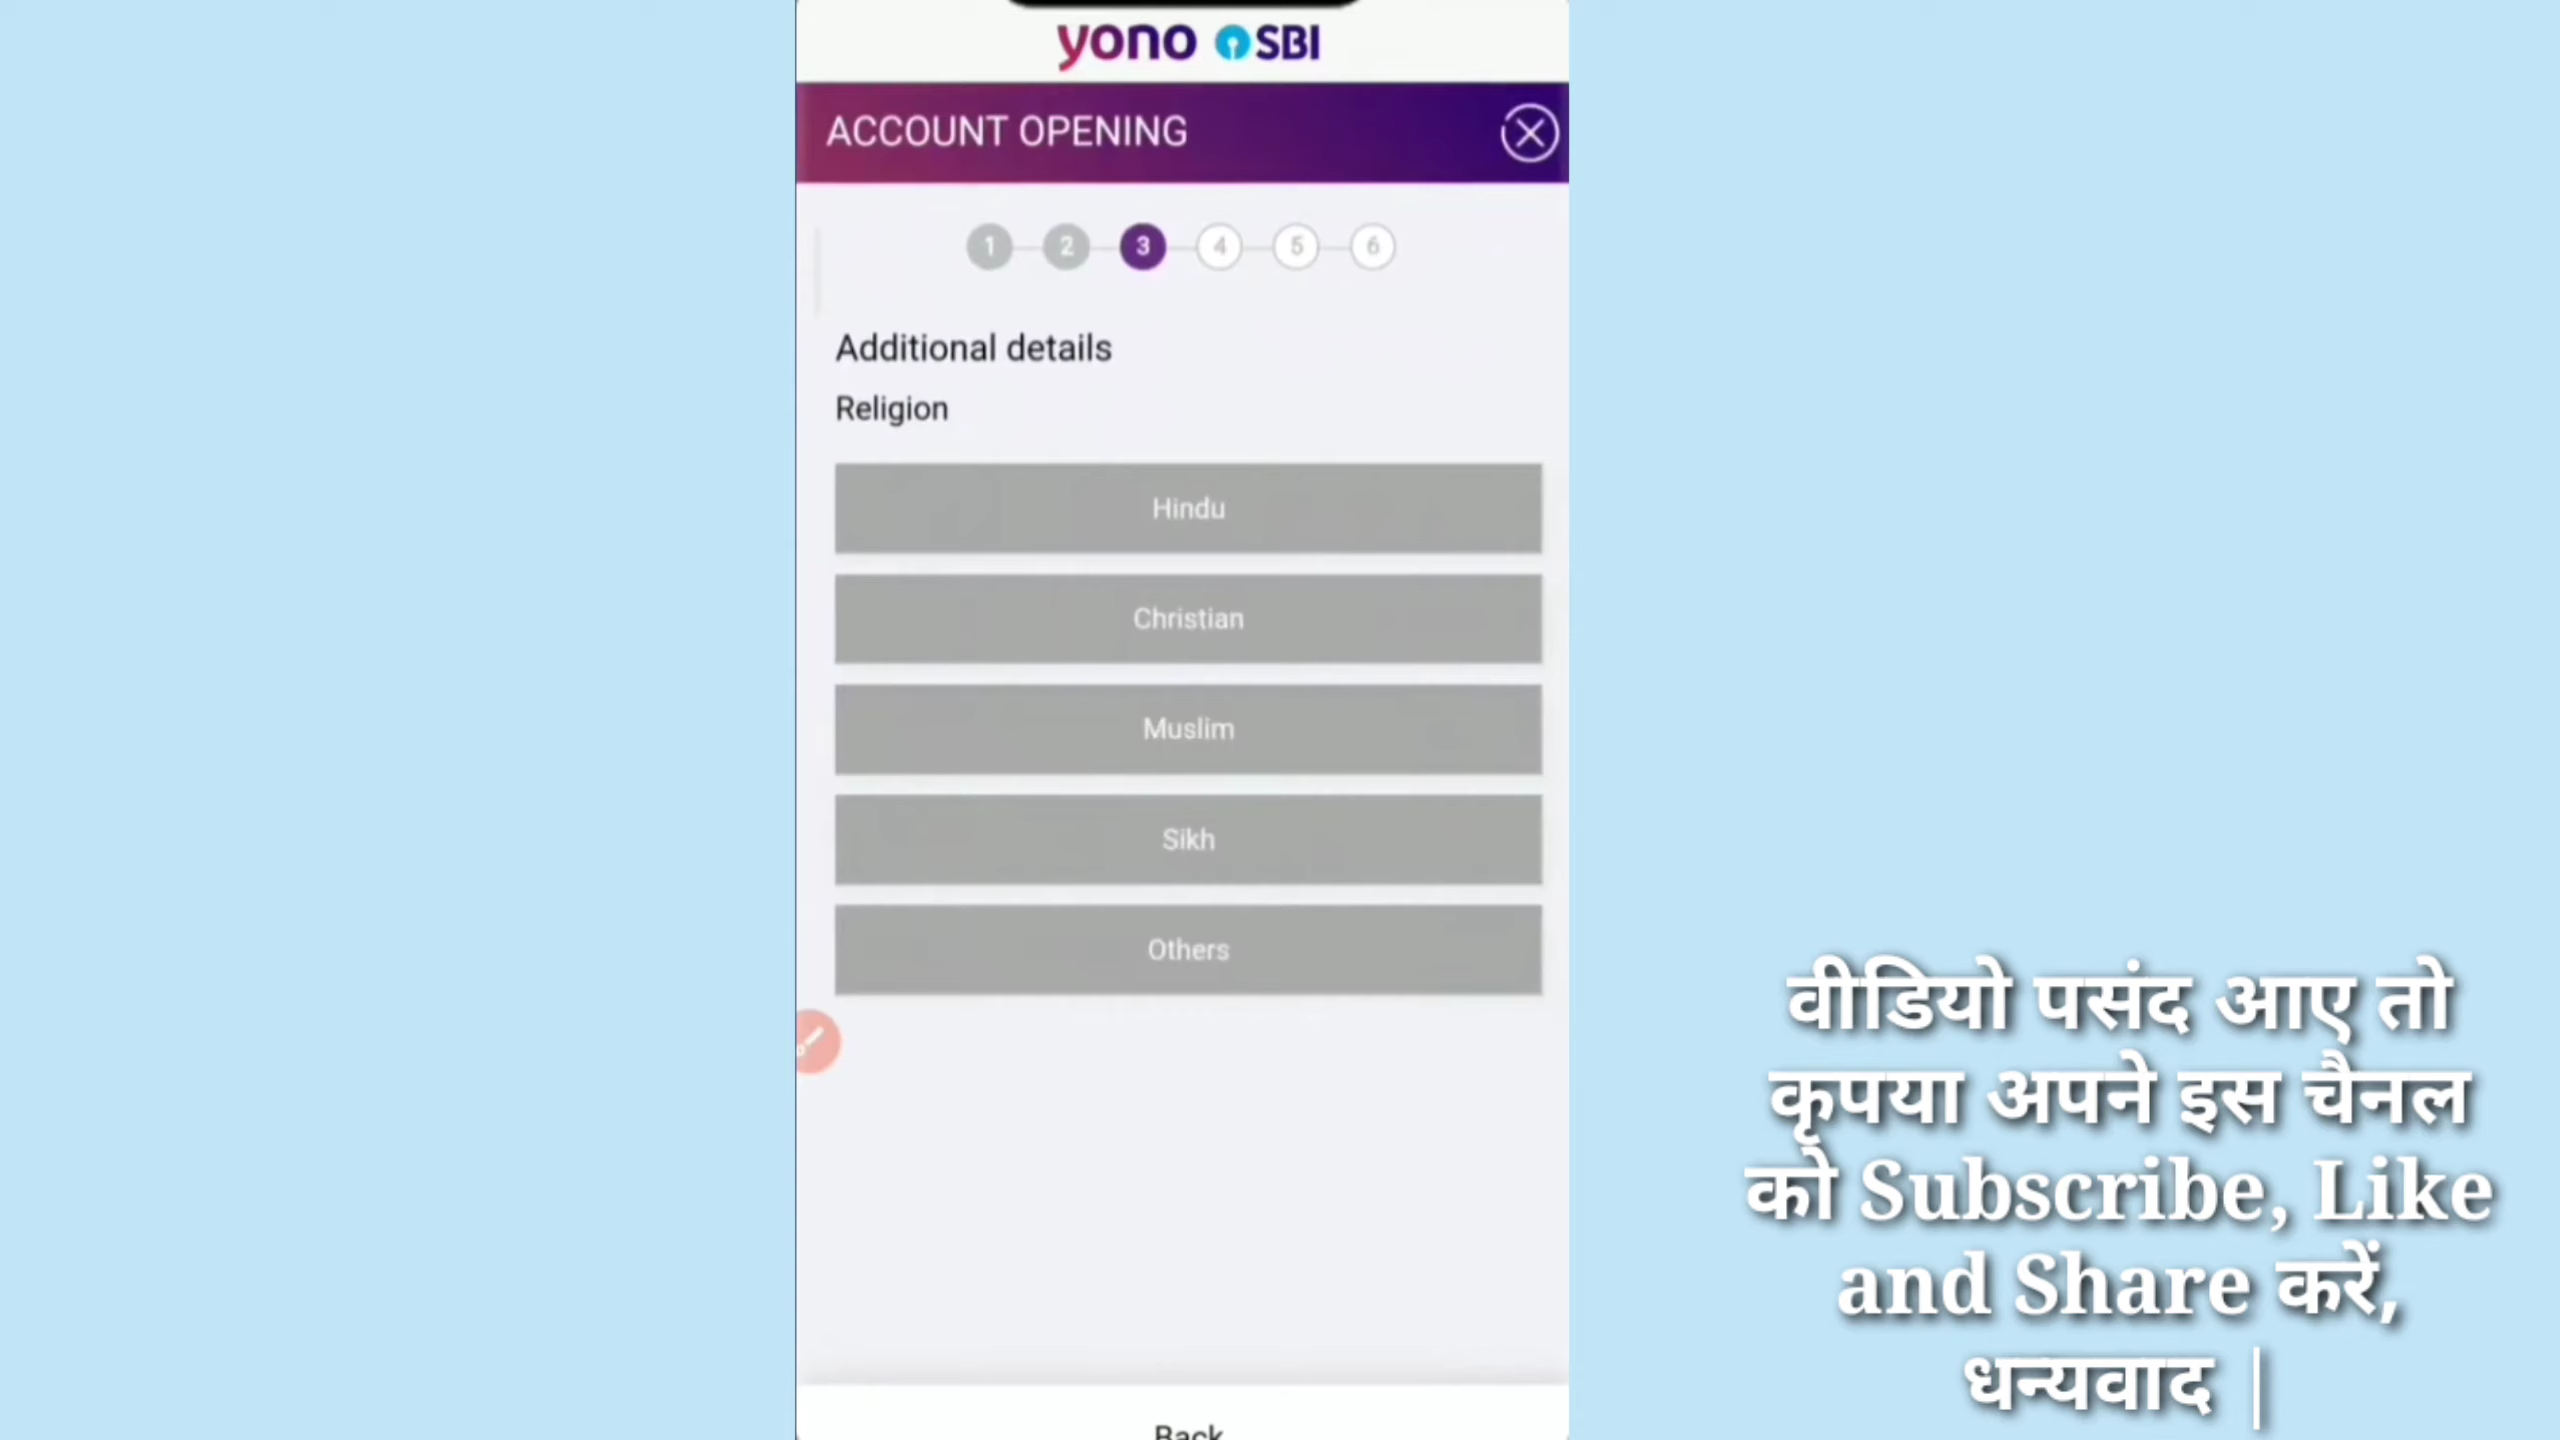 yono SBI
ACCOUNT OPENING
1 2 3 4 5 6
Additional details
Religion
Hindu
Christian
Muslim
Sikh
Others
Back
वीडियो पसंद आए तो
कृपया अपने इस चैनल
को Subscribe, Like
and Share करें,
धन्यवाद |